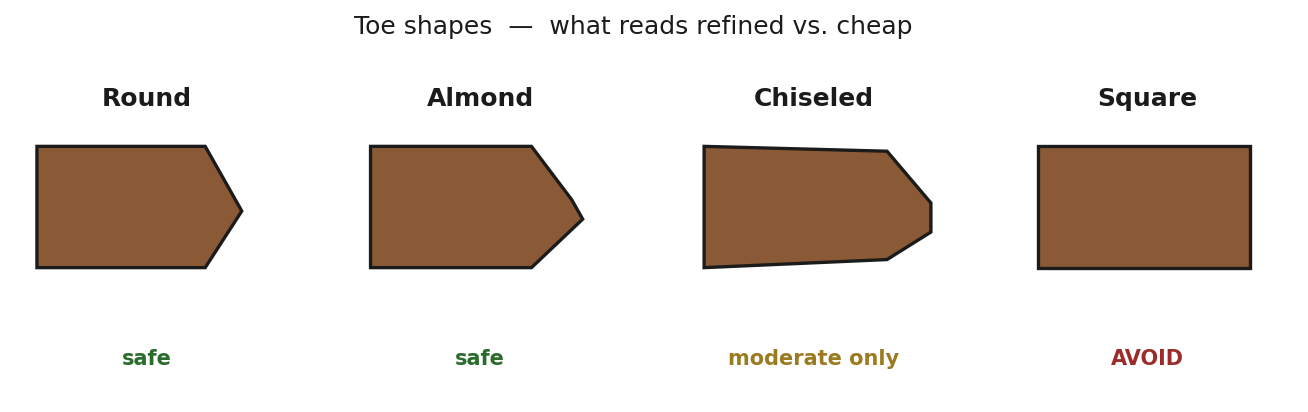 Toe shapes — what reads refined vs. cheap
Round Almond Chiseled Square
safe safe moderate only AVOID